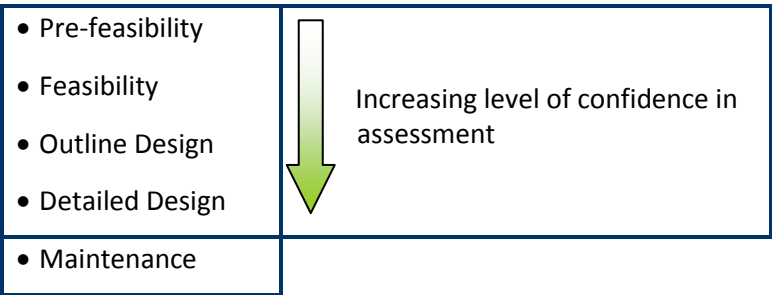 • Pre-feasibility
• Feasibility
• Outline Design
• Detailed Design
Increasing level of confidence in
assessment
• Maintenance